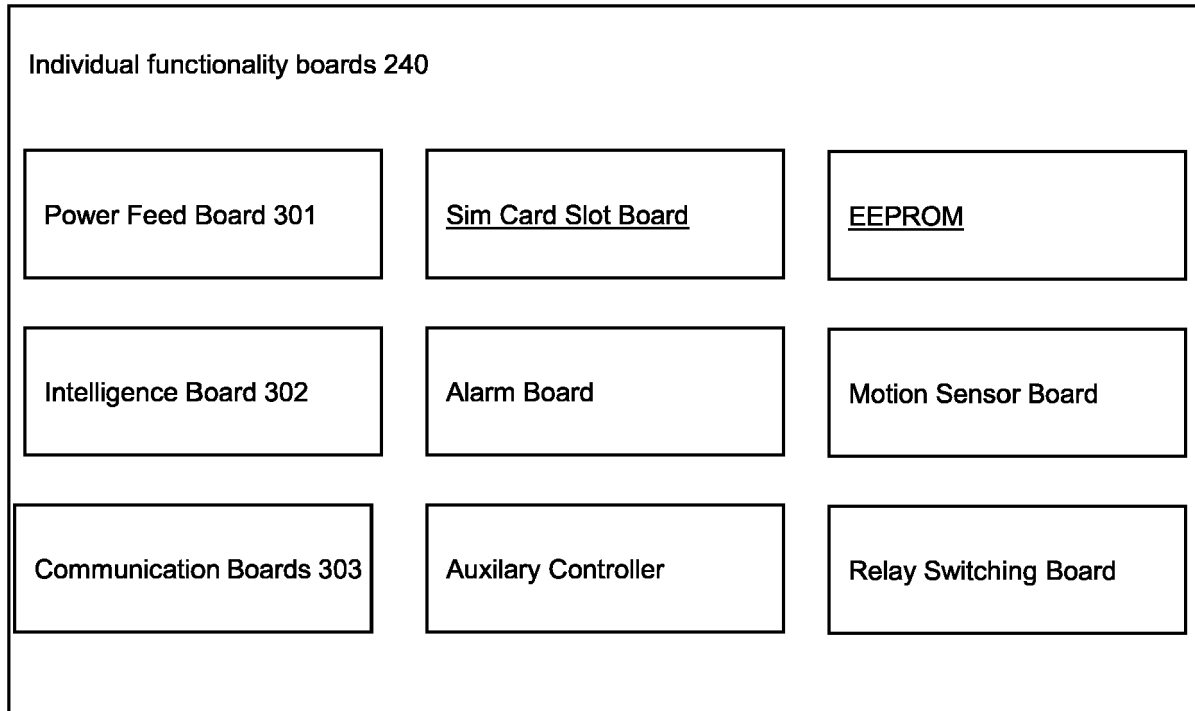 Individual functionality boards 240
Power Feed Board 301
Sim Card Slot Board
EEPROM
Intelligence Board 302
Alarm Board
Motion Sensor Board
Communication Boards 303
Auxilary Controller
Relay Switching Board